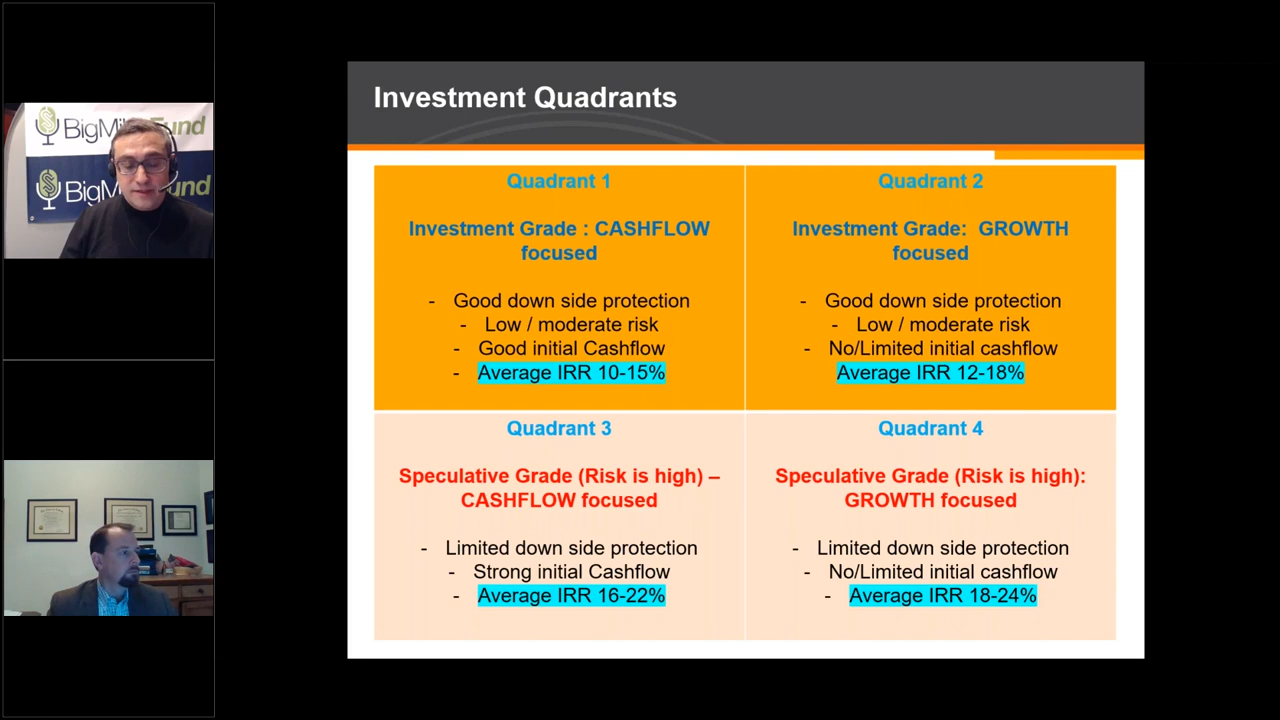 BigMi Fund
BigMi Fund
Investment Quadrants
Quadrant 1
Investment Grade : CASHFLOW
focused
- Good down side protection
- Low / moderate risk
- Good initial Cashflow
- Average IRR 10-15%
Quadrant 2
Investment Grade: GROWTH
focused
- Good down side protection
- Low / moderate risk
- No/Limited initial cashflow
Average IRR 12-18%
Quadrant 3
Speculative Grade (Risk is high) –
CASHFLOW focused
- Limited down side protection
- Strong initial Cashflow
- Average IRR 16-22%
Quadrant 4
Speculative Grade (Risk is high):
GROWTH focused
- Limited down side protection
- No/Limited initial cashflow
- Average IRR 18-24%